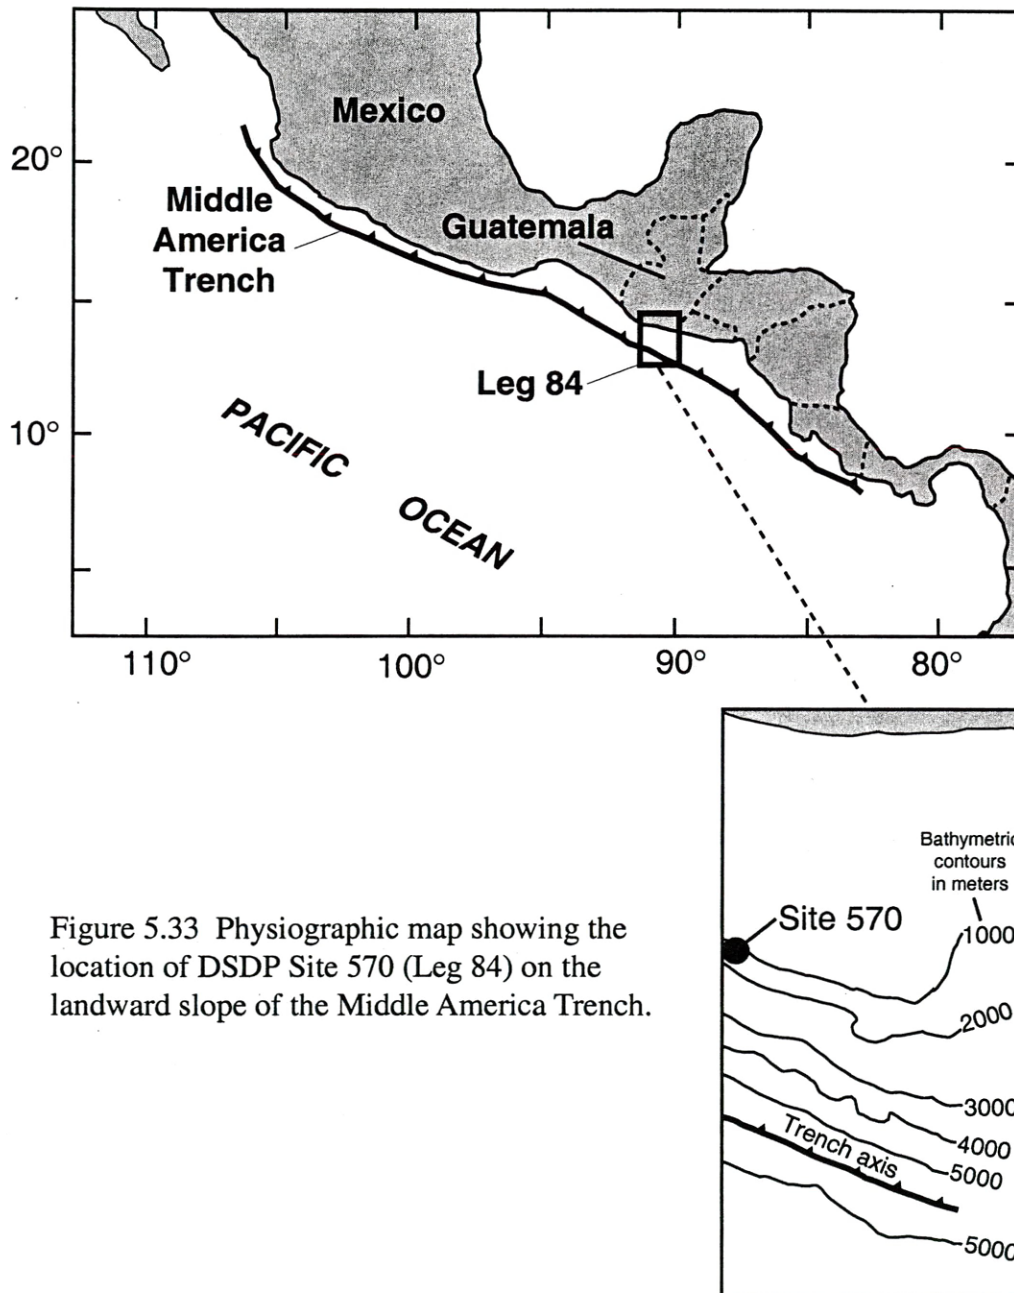 Mexico
20°
Middle
America
Trench
Guatemala
Leg 84
10°
PACIFIC
OCEAN
110°
100°
90°
80°
Bathymetric
contours
in meters
Site 570
1000
2000
3000
4000
5000
Trench axis
5000
Figure 5.33 Physiographic map showing the
location of DSDP Site 570 (Leg 84) on the
landward slope of the Middle America Trench.